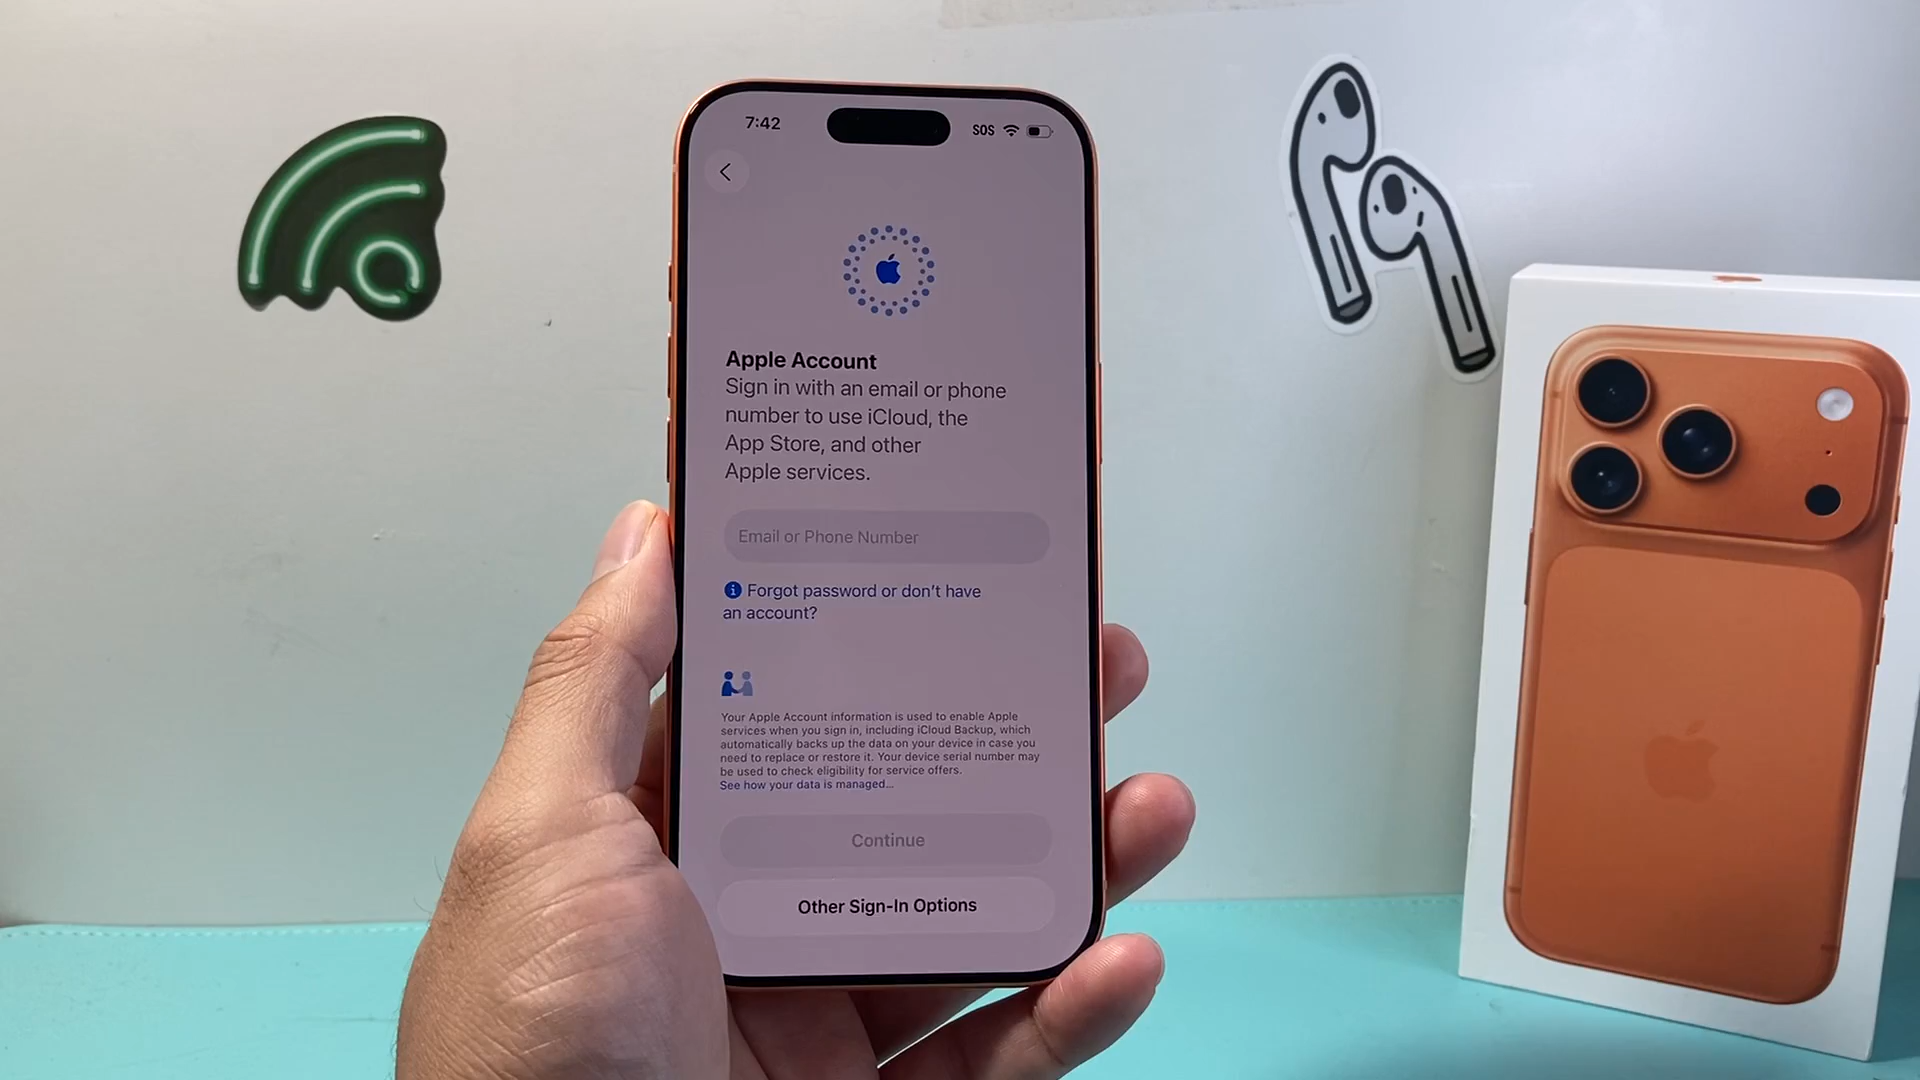 7:42
SOS
Apple Account
Sign in with an email or phone
number to use iCloud, the
App Store, and other
Apple services.
Email or Phone Number
Forgot password or don't have
an account?
Your Apple Account information is used to enable Apple
services when you sign in, including iCloud Backup, which
automatically backs up the data on your device in case you
need to replace or restore it. Your device serial number may
be used to check eligibility for service offers.
See how your data is managed...
Continue
Other Sign-In Options